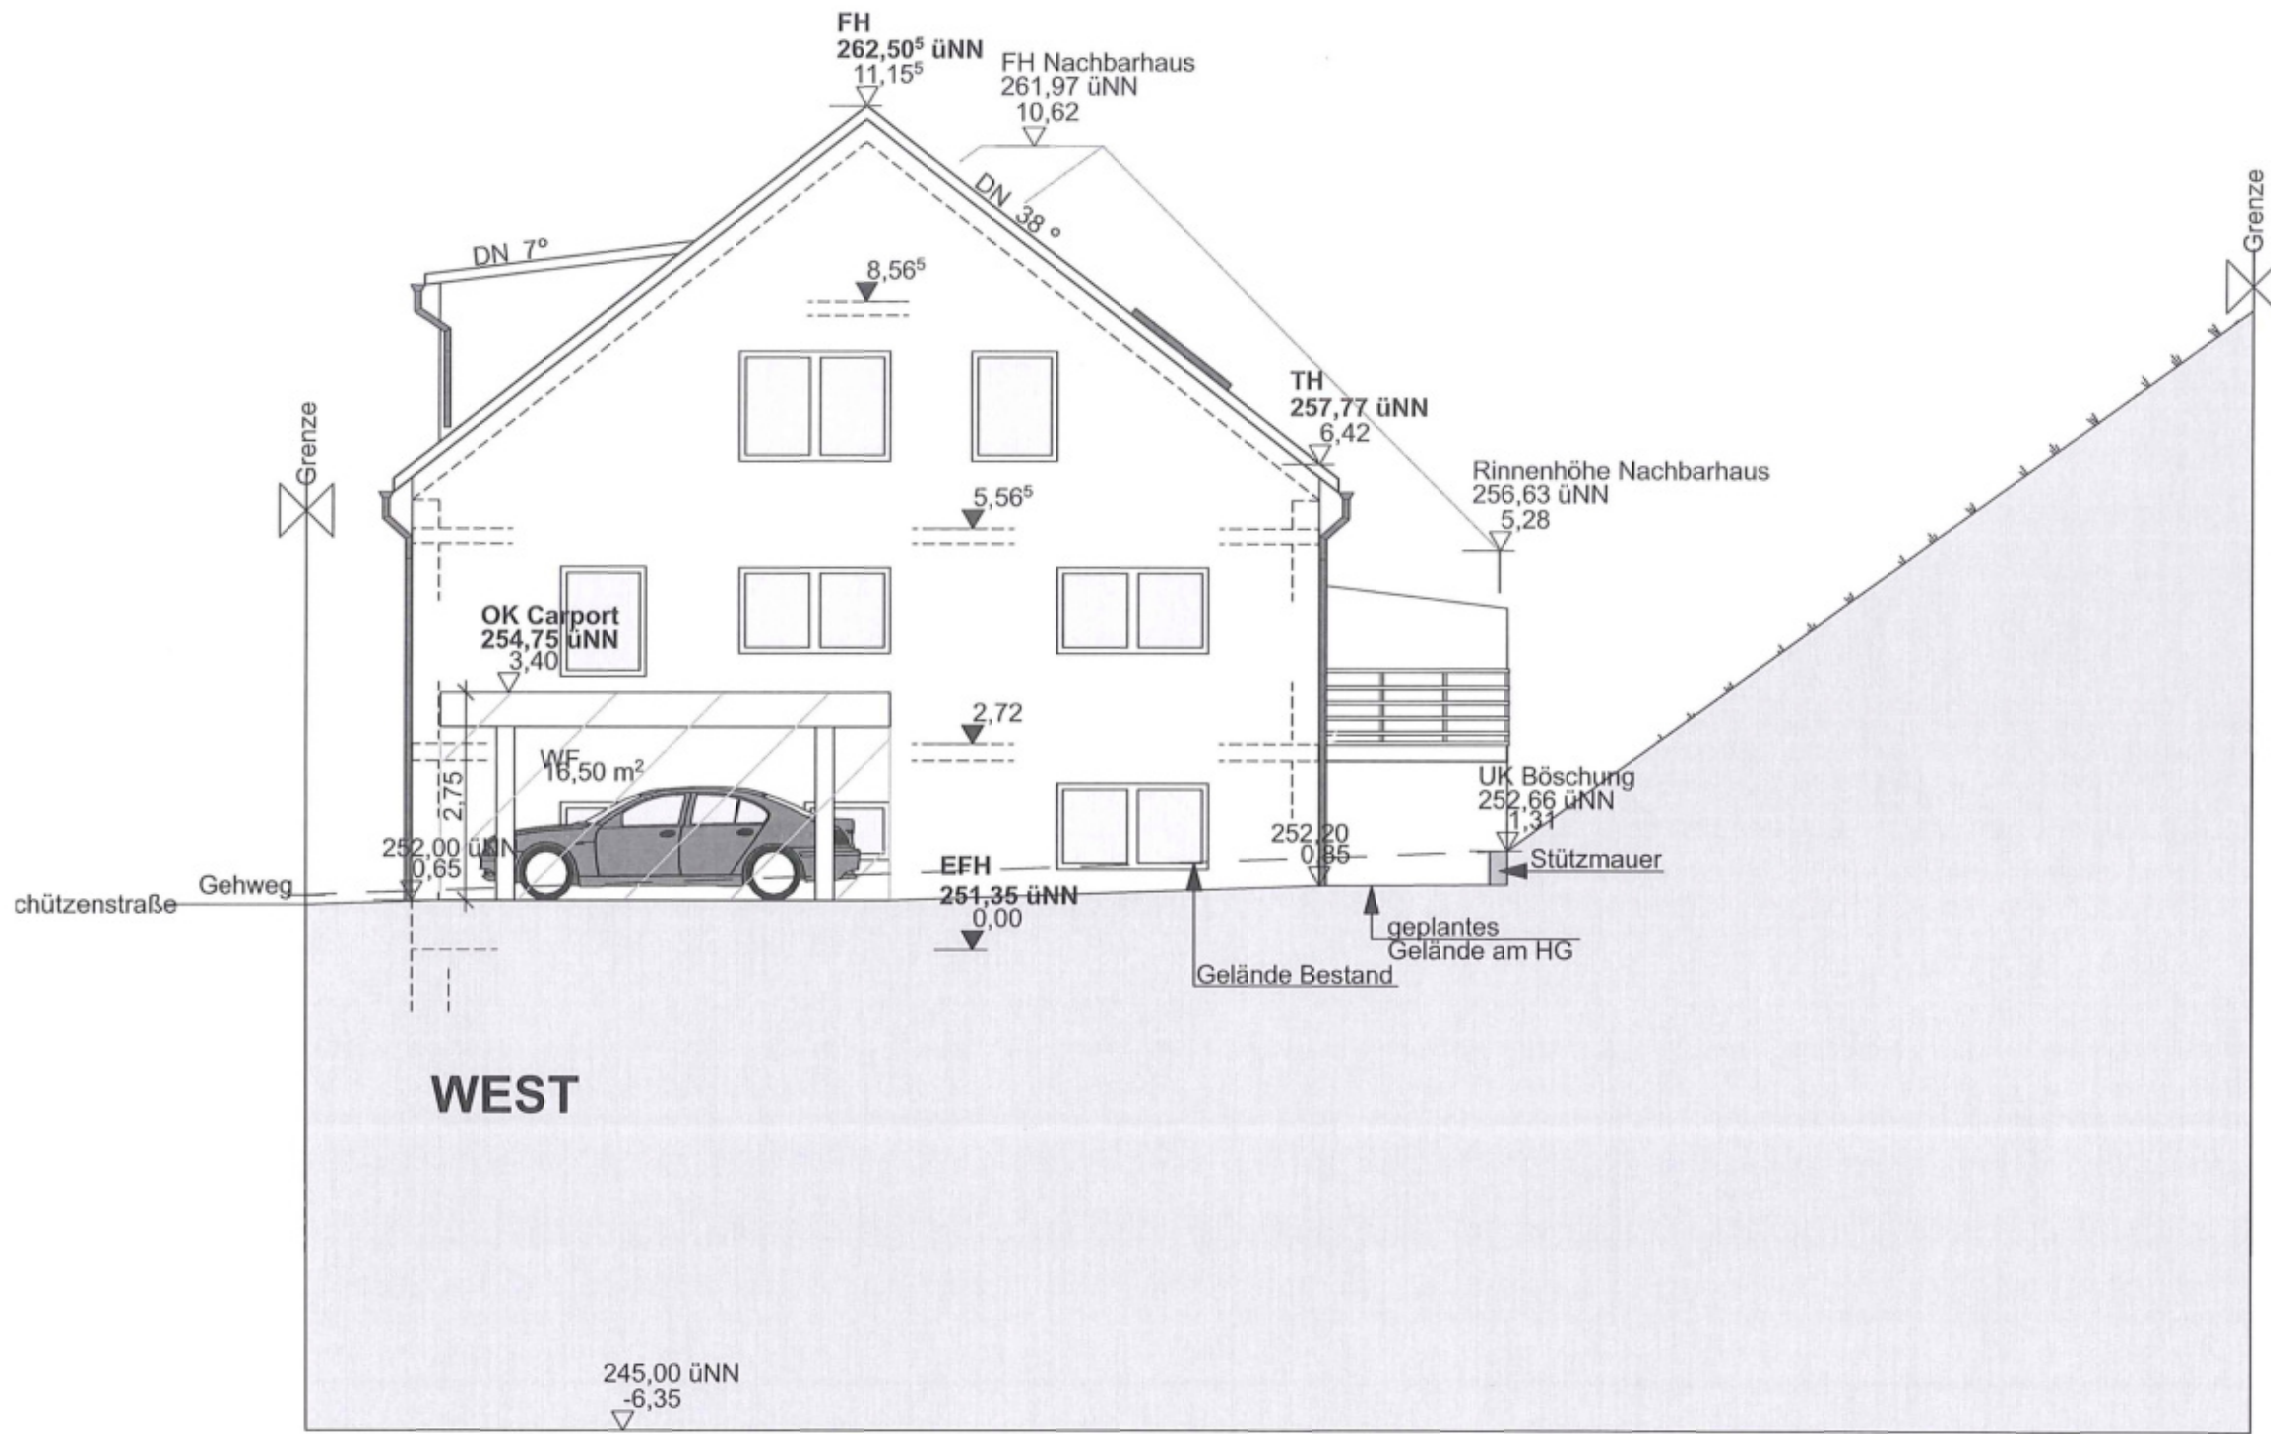 FH
262,50⁵ üNN
11,15⁵
FH Nachbarhaus
261,97 üNN
10,62
DN 38 °
DN 7°
Grenze
8,56⁵
TH
257,77 üNN
6,42
Grenze
Rinnenhöhe Nachbarhaus
256,63 üNN
5,28
5,56⁵
OK Carport
254,75 üNN
3,40
2,72
WF
16,50 m²
2,75
UK Böschung
252,66 üNN
1,31
252,00 üNN
0,65
252,20
0,85
Stützmauer
EFH
251,35 üNN
0,00
Gehweg
chützenstraße
geplantes
Gelände am HG
Gelände Bestand
WEST
245,00 üNN
-6,35